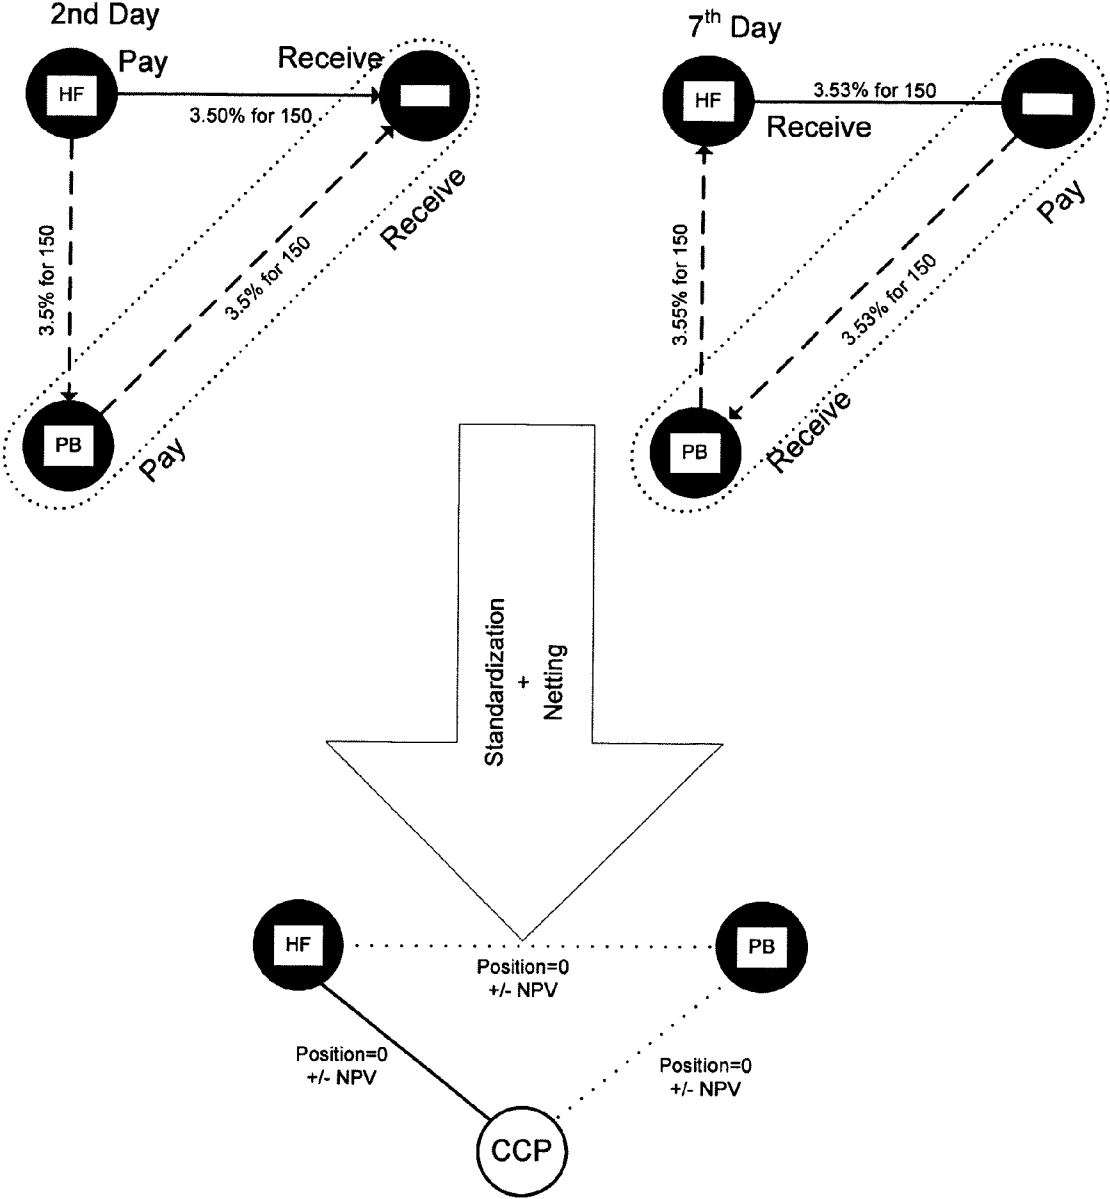 2nd Day
Pay
Receive
HF
3.50% for 150
3.5% for 150
3.5% for 150
Receive
PB
Pay
7th Day
HF
3.53% for 150
Receive
Pay
3.55% for 150
3.53% for 150
PB
Receive
Standardization
+
Netting
HF
PB
Position=0
+/- NPV
Position=0
+/- NPV
Position=0
+/- NPV
CCP